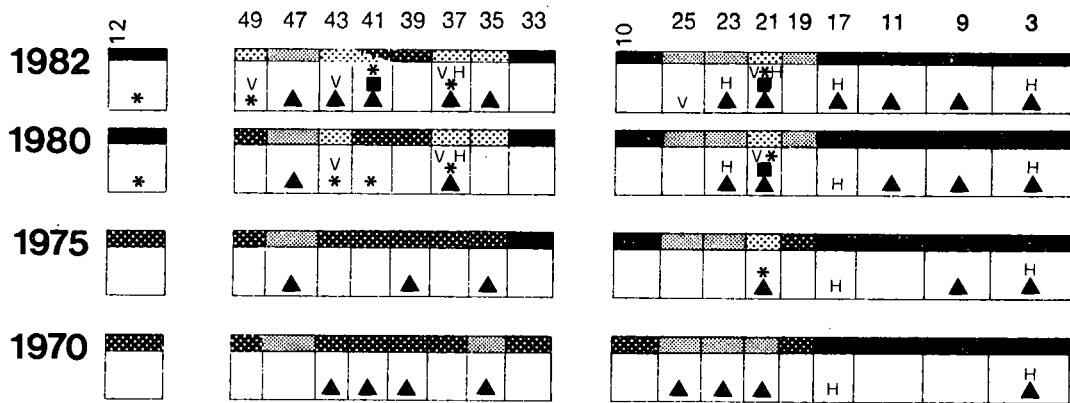 12 49 47 43 41 39 37 35 33 10 25 23 21 19 17 11 9 3
1982
* V * V * V H * H V * H V H H
1980
* V * * V H * H V * H H
1975
* H H
1970
H H